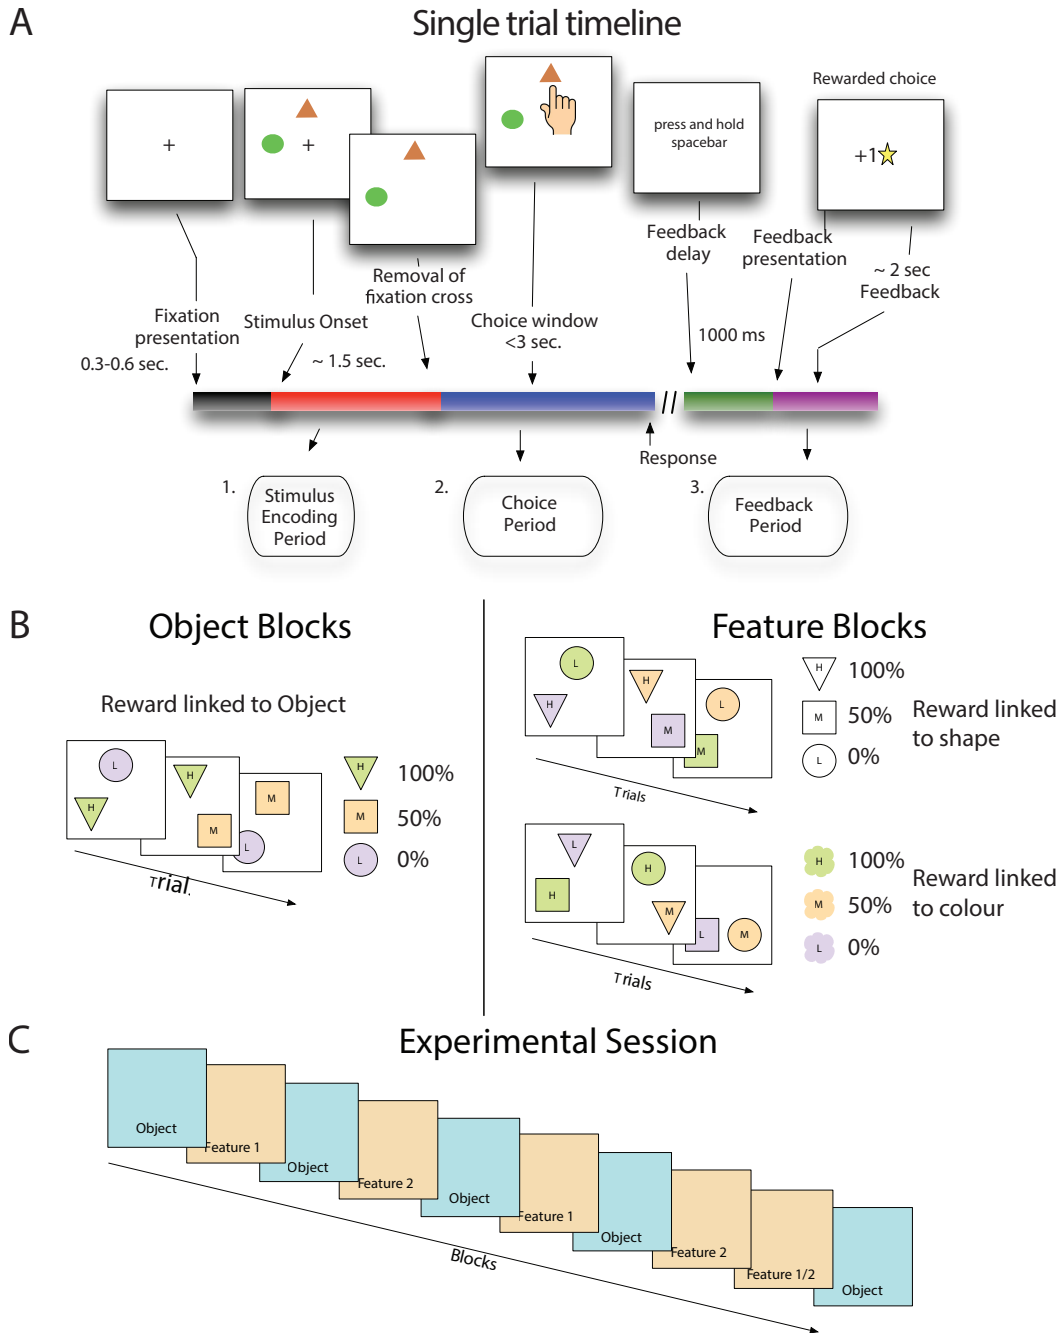 A
Single trial timeline
Rewarded choice
+
+
press and hold
spacebar
+1
Feedback
delay
Feedback
presentation
~ 2 sec
Feedback
Removal of
fixation cross
Fixation
presentation
Stimulus Onset
Choice window
<3 sec.
0.3-0.6 sec.
~ 1.5 sec.
1000 ms
//
Response
1.
Stimulus
Encoding
Period
2.
Choice
Period
3.
Feedback
Period
B
Object Blocks
Reward linked to Object
L
H
H
M
M
L
H 100%
M 50%
L 0%
Trial.
Feature Blocks
L
H
H
M
L
M
H 100%
M 50%
L 0%
Reward linked
to shape
Trials
L
H
H
M
L
M
H 100%
M 50%
L 0%
Reward linked
to colour
Trials
C
Experimental Session
Object
Feature 1
Object
Feature 2
Object
Feature 1
Object
Feature 2
Feature 1/2
Object
Blocks